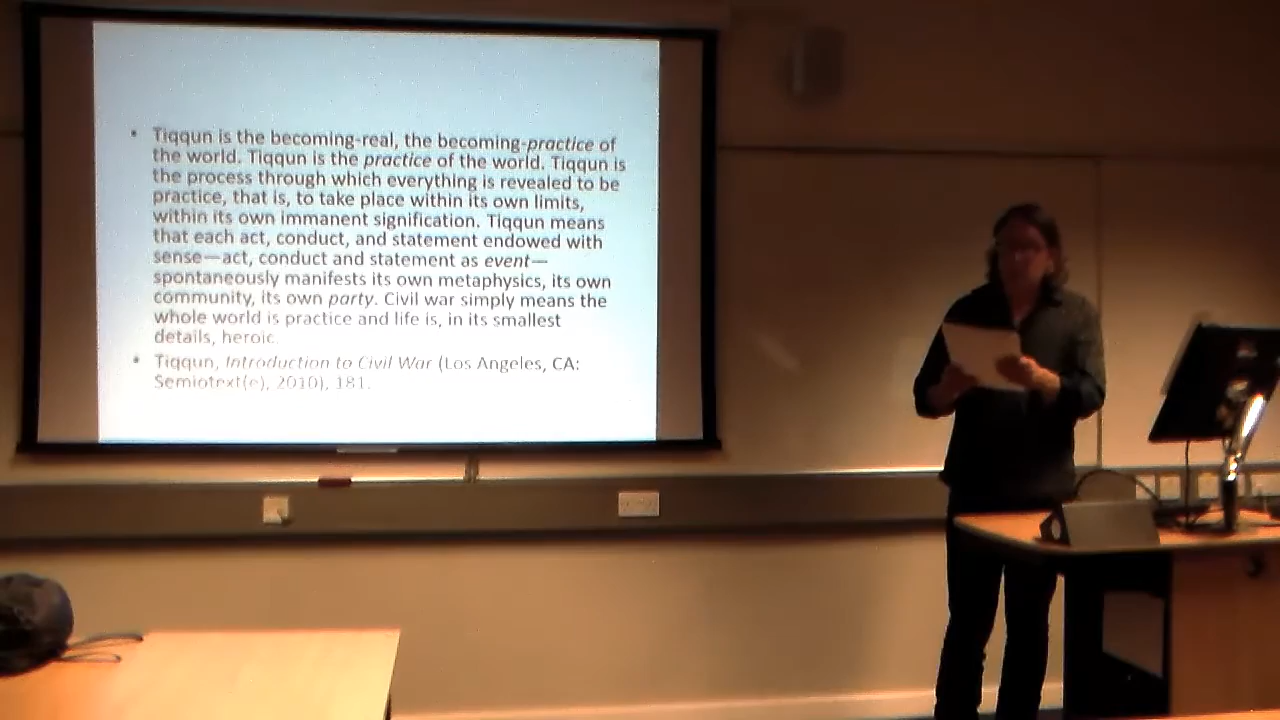 • Tiqqun is the becoming-real, the becoming-practice of
the world. Tiqqun is the practice of the world. Tiqqun is
the process through which everything is revealed to be
practice, that is, to take place within its own limits,
within its own immanent signification. Tiqqun means
that each act, conduct, and statement endowed with
sense—act, conduct and statement as event—
spontaneously manifests its own metaphysics, its own
community, its own party. Civil war simply means the
whole world is practice and life is, in its smallest
details, heroic.
• Tiqqun, Introduction to Civil War (Los Angeles, CA:
Semiotext(e), 2010), 181.